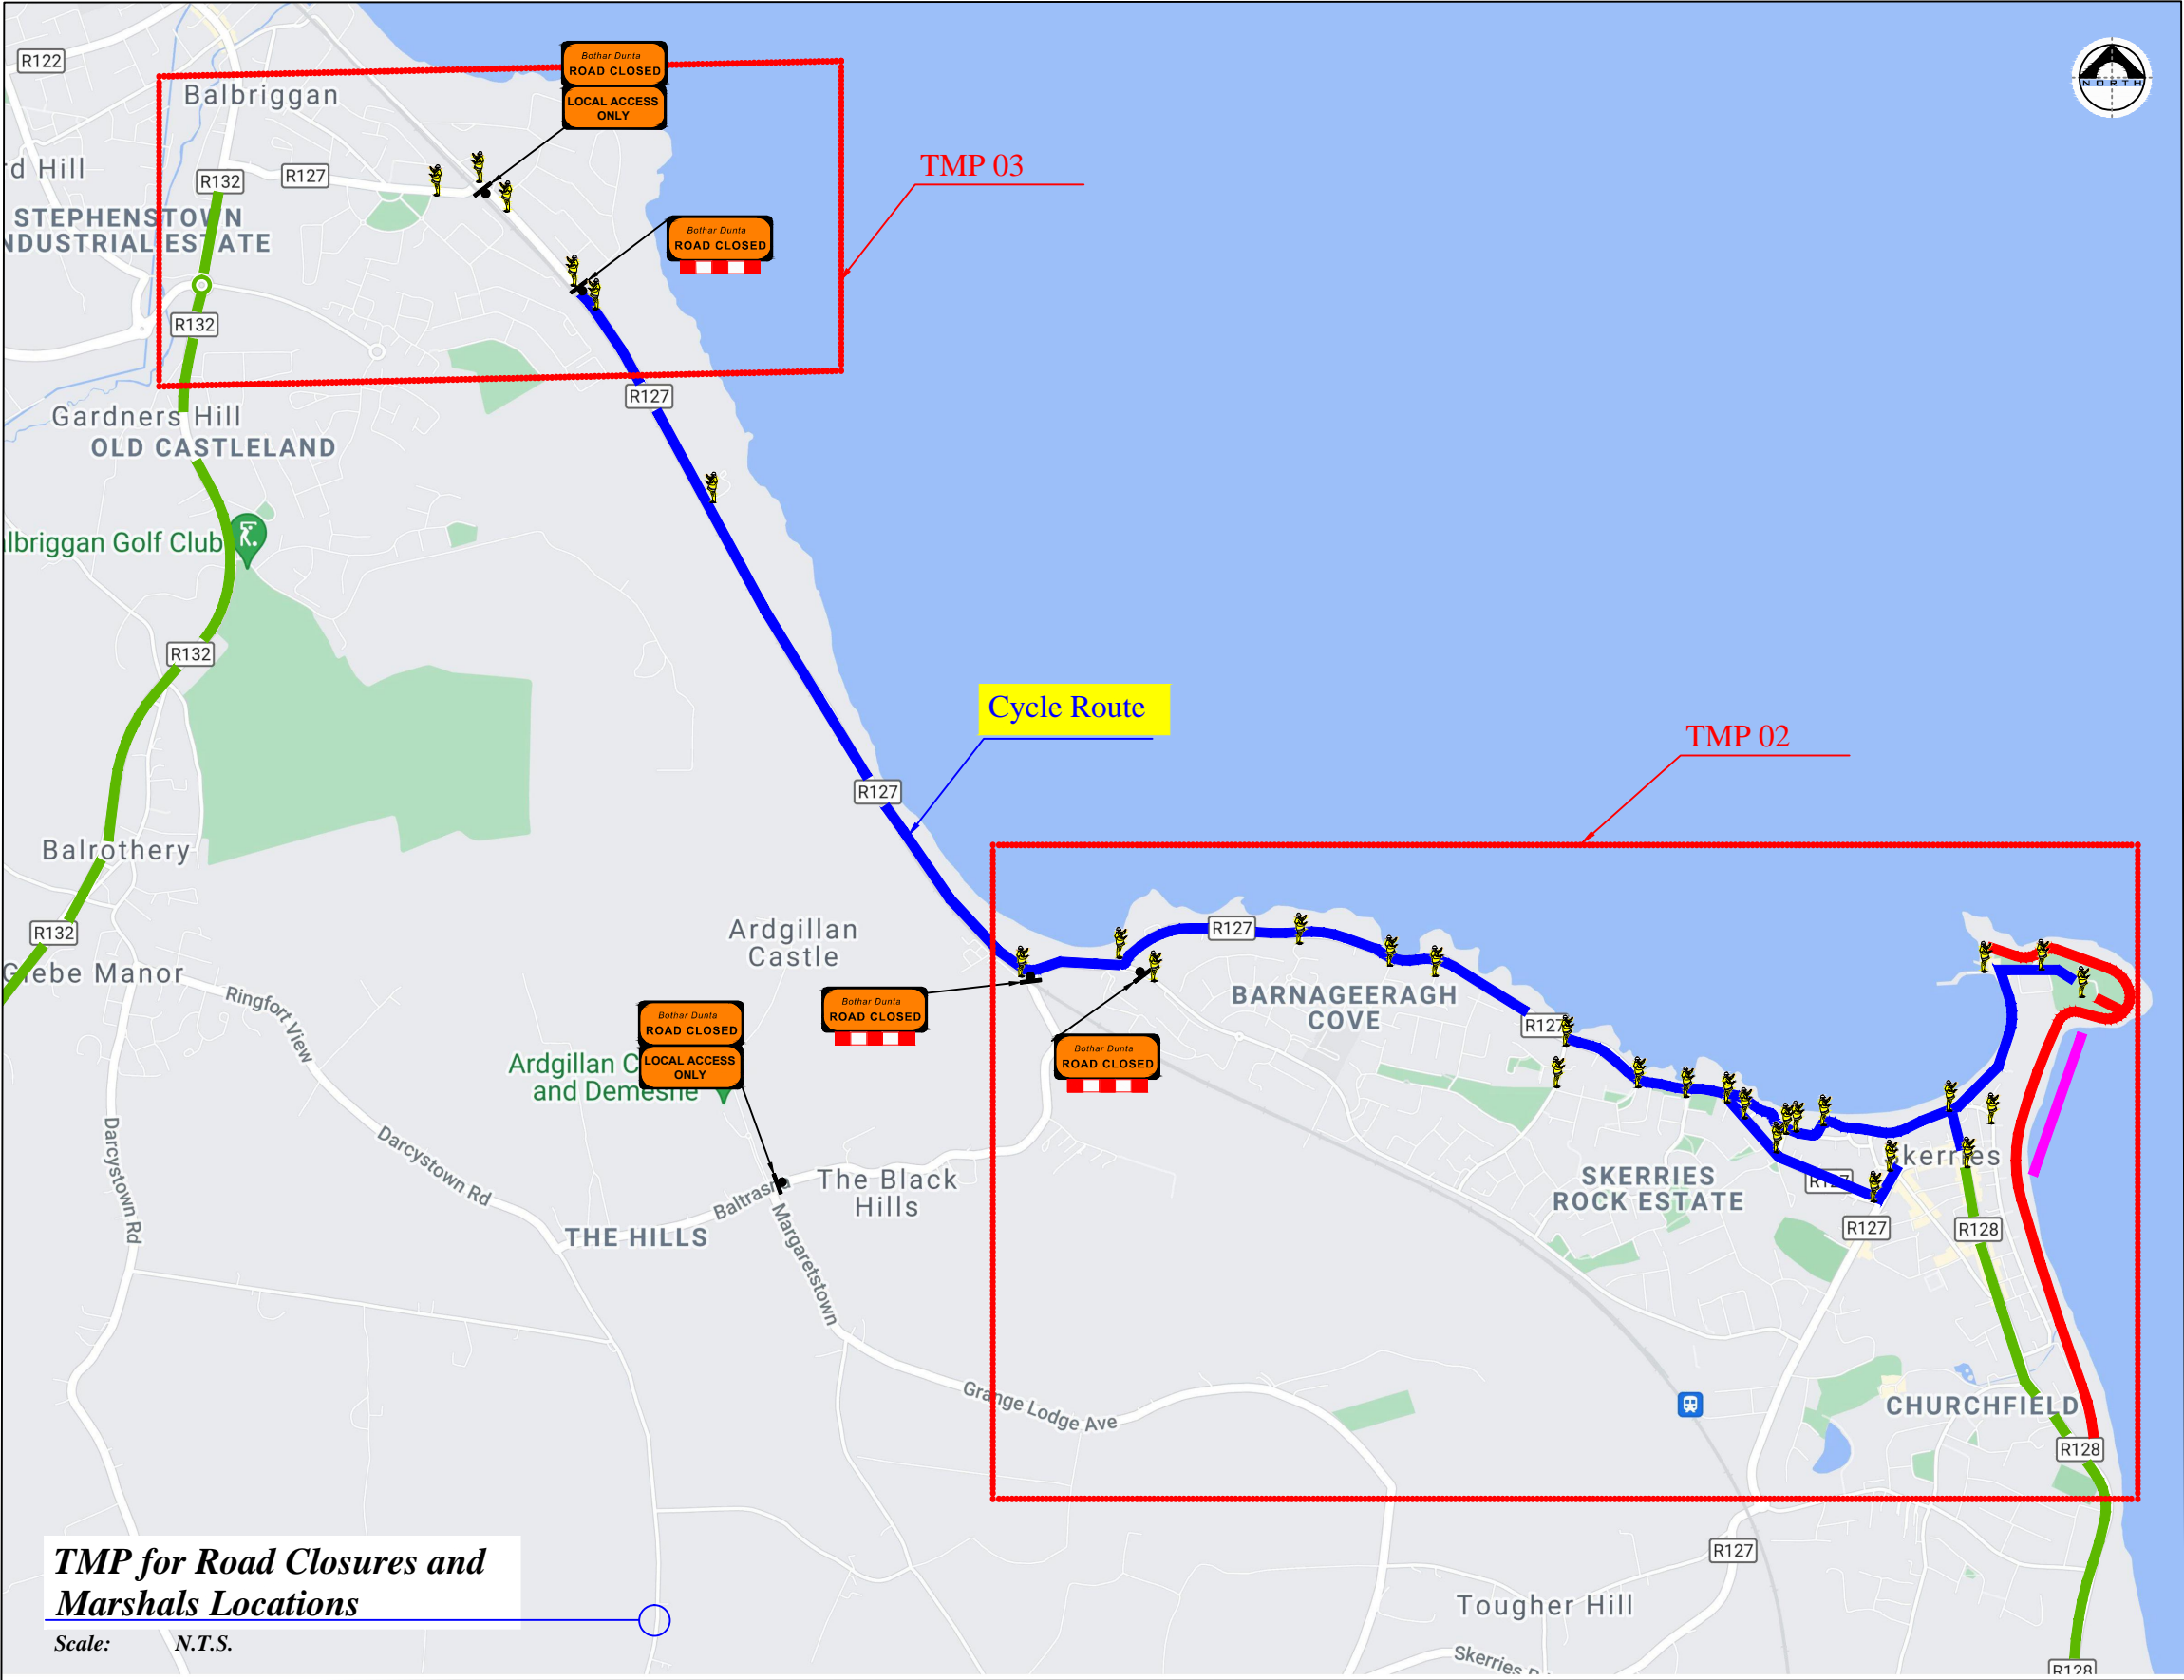 R122
Bothar Dunta
ROAD CLOSED
LOCAL ACCESS
ONLY
NORTH
Balbriggan
TMP 03
d Hill
R132
R127
STEPHENSTOWN
NDUSTRIAL ESTATE
Bothar Dunta
ROAD CLOSED
R132
R127
Gardners Hill
OLD CASTLELAND
lbriggan Golf Club
R132
Cycle Route
TMP 02
R127
Balrothery
R132
Ardgillan
Castle
R127
Glebe Manor
Ringfort View
BARNAGEERAGH
COVE
Bothar Dunta
ROAD CLOSED
Bothar Dunta
ROAD CLOSED
LOCAL ACCESS
ONLY
R127
Bothar Dunta
ROAD CLOSED
Ardgillan C
and Demesne
Darcystown Rd
Darcystown Rd
The Black
Hills
SKERRIES
ROCK ESTATE
kerries
R127
Baltrasna
THE HILLS
Margaretstown
R127
R128
Grange Lodge Ave
CHURCHFIELD
R128
TMP for Road Closures and
Marshals Locations
R127
Tougher Hill
Scale: N.T.S.
Skerries
R128